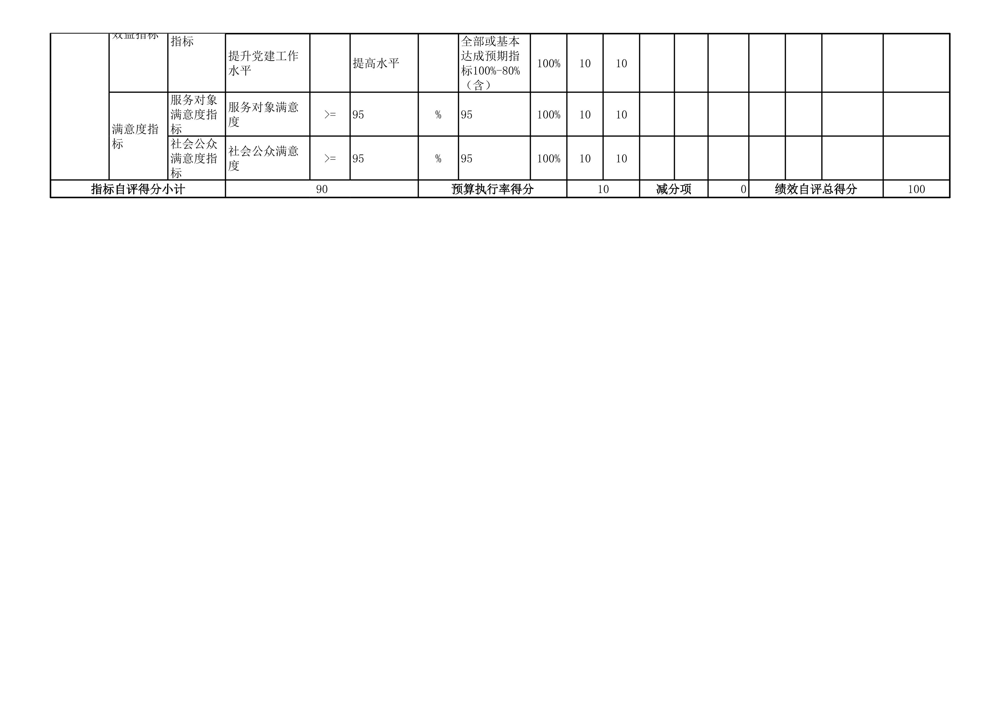 效益指标
指标
提升党建工作
水平
提高水平
全部或基本
达成预期指
标100%-80%
（含）
100%
10
10
满意度指
标
服务对象
满意度指
标
服务对象满意
度
>=
95
%
95
100%
10
10
社会公众
满意度指
标
社会公众满意
度
>=
95
%
95
100%
10
10
指标自评得分小计
90
预算执行率得分
10
减分项
0
绩效自评总得分
100